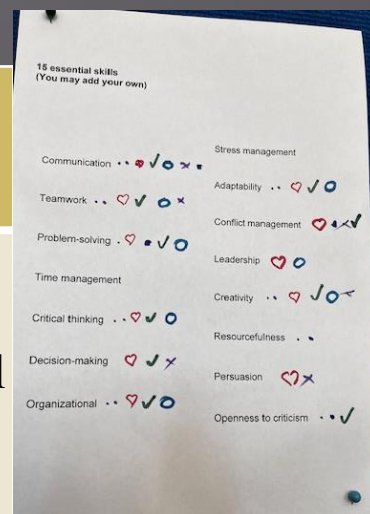 15 essential skills
(You may add your own)
Communication
Teamwork
Problem-solving
Time management
Critical thinking
Decision-making
Organizational
Stress management
Adaptability
Conflict management
Leadership
Creativity
Resourcefulness
Persuasion
Openness to criticism